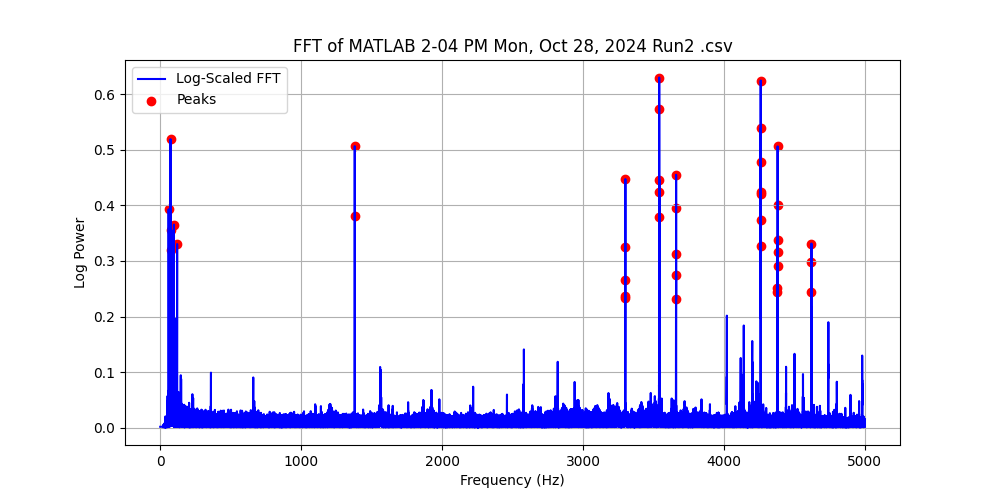 FFT of MATLAB 2-04 PM Mon, Oct 28, 2024 Run2 .csv
Log-Scaled FFT
Peaks
Log Power
0.6
0.5
0.4
0.3
0.2
0.1
0.0
0 1000 2000 3000 4000 5000
Frequency (Hz)